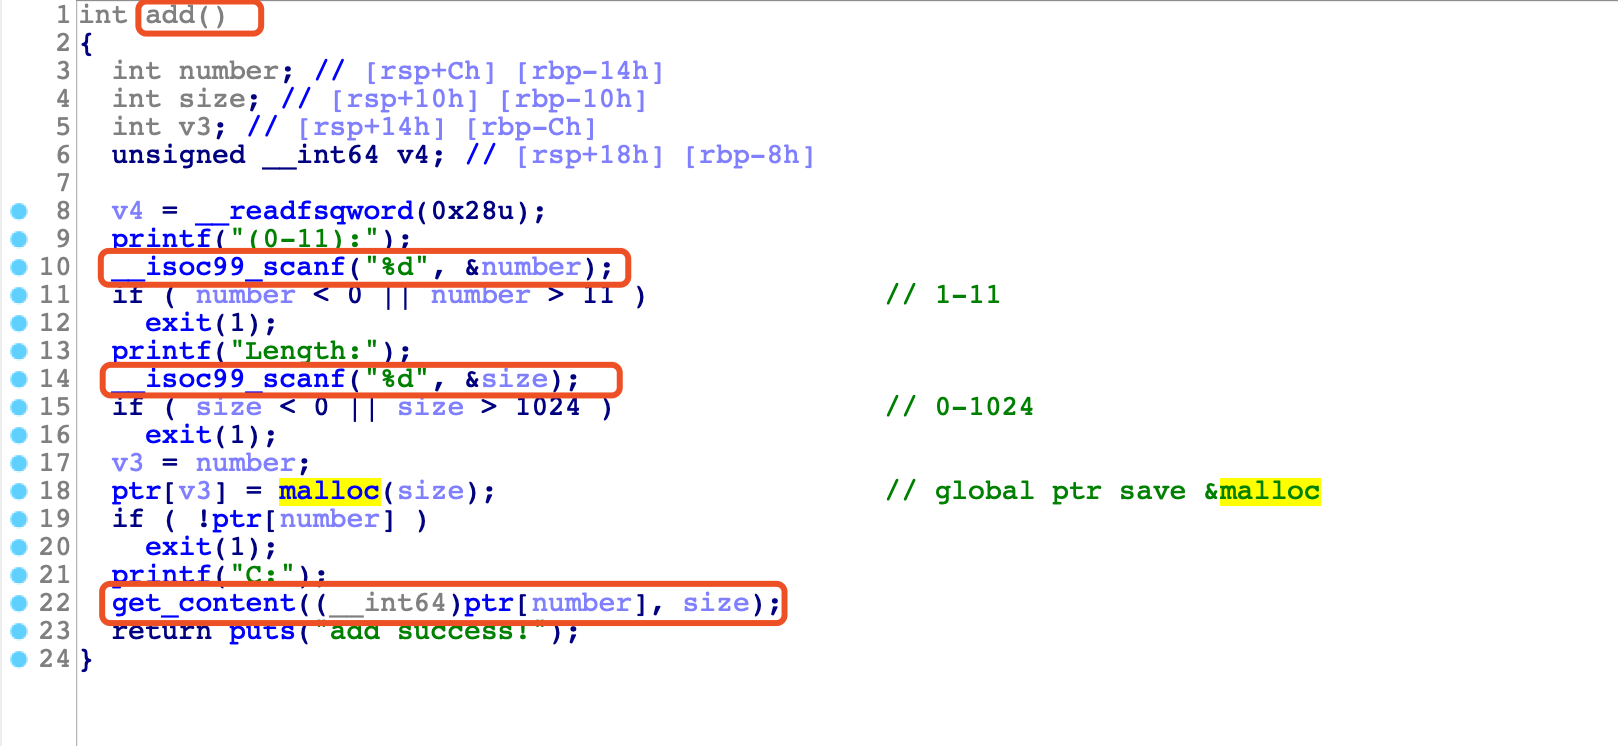 1 int add()
2 {
3   int number; // [rsp+Ch] [rbp-14h]
4   int size; // [rsp+10h] [rbp-10h]
5   int v3; // [rsp+14h] [rbp-Ch]
6   unsigned __int64 v4; // [rsp+18h] [rbp-8h]
7
8   v4 = __readfsqword(0x28u);
9   printf("(0-11):");
10   __isoc99_scanf("%d", &number);
11   if ( number < 0 || number > 11 )               // 1-11
12     exit(1);
13   printf("Length:");
14   __isoc99_scanf("%d", &size);
15   if ( size < 0 || size > 1024 )                 // 0-1024
16     exit(1);
17   v3 = number;
18   ptr[v3] = malloc(size);                        // global ptr save &malloc
19   if ( !ptr[number] )
20     exit(1);
21   printf("C:");
22   get_content((__int64)ptr[number], size);
23   return puts("add success!");
24 }